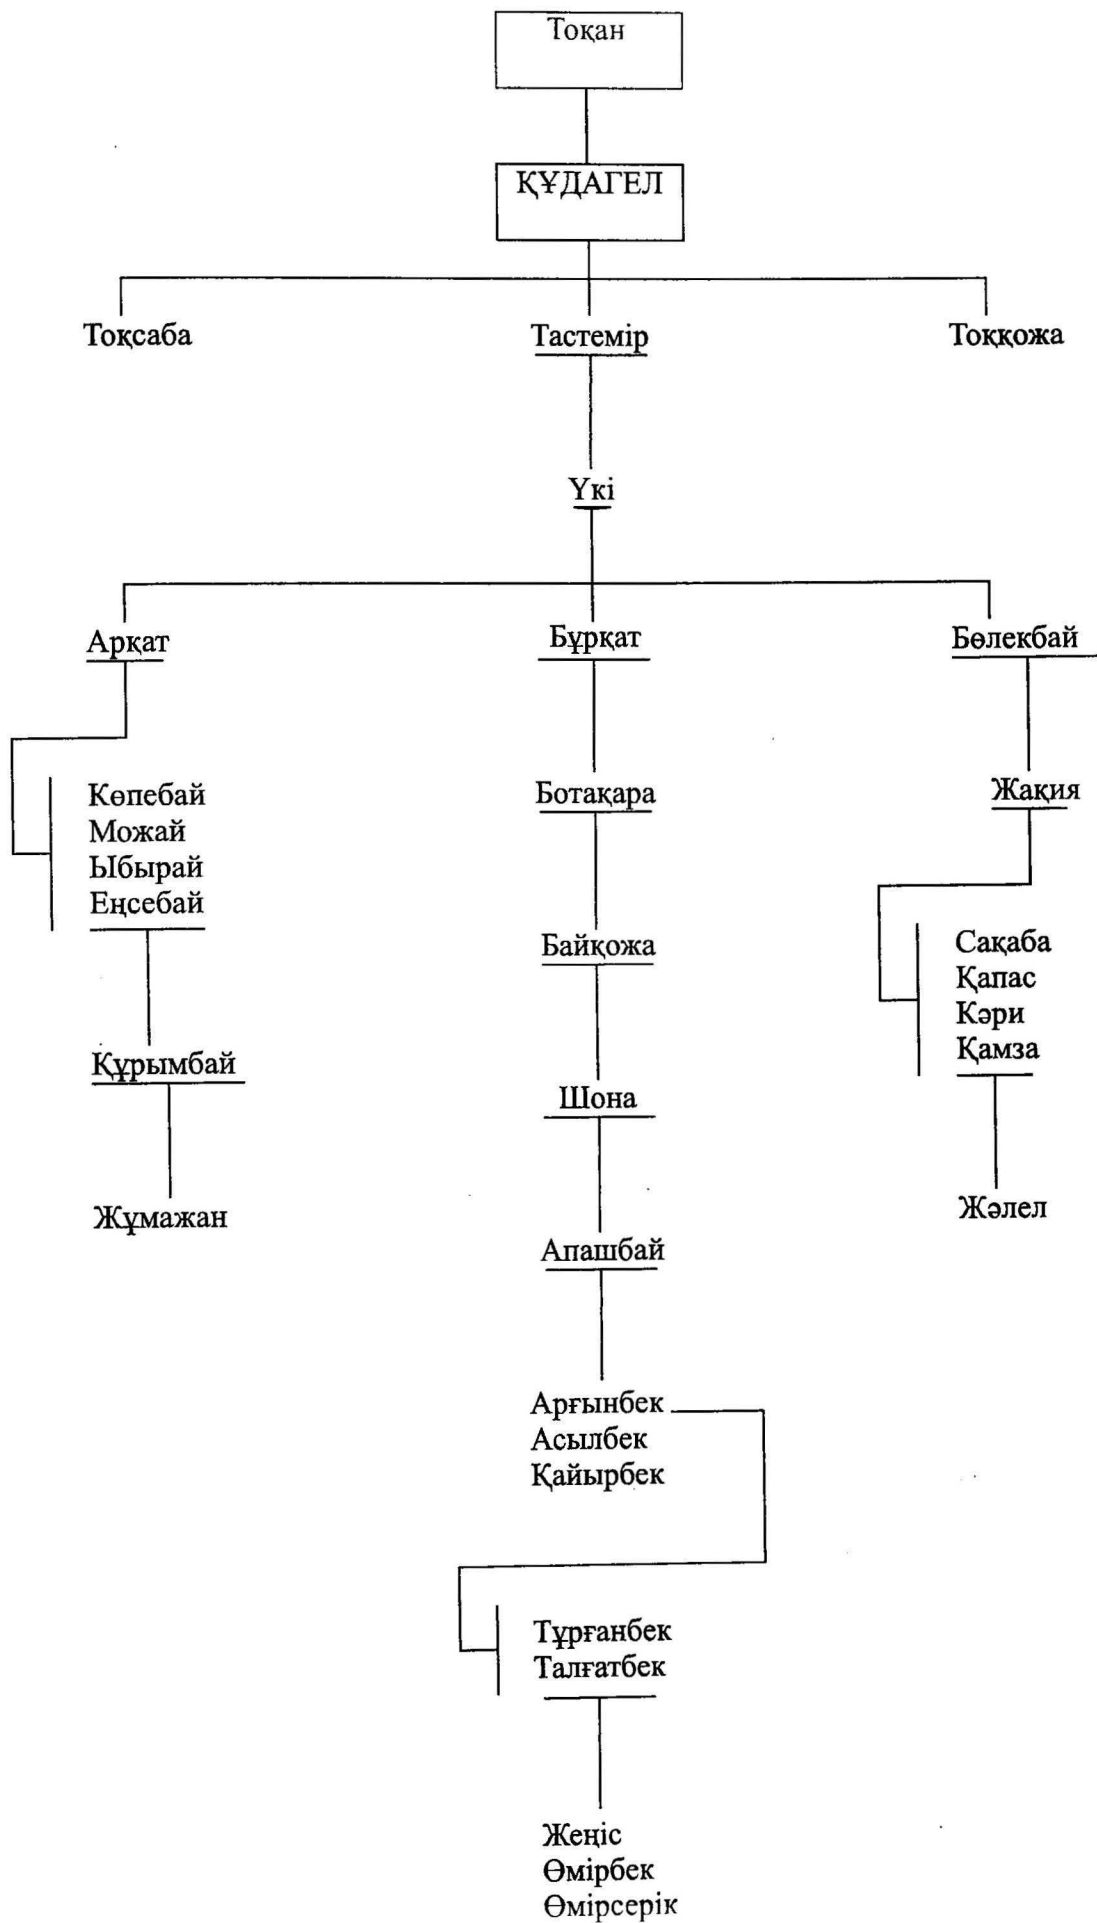 Тоқан
ҚҰДАГЕЛ
Тоқсаба
Тастемір
Тоққожа
Үкі
Арқат
Бұрқат
Бөлекбай
Көпебай
Можай
Ыбырай
Еңсебай
Ботақара
Жақия
Байқожа
Сақаба
Қапас
Кәри
Қамза
Құрымбай
Шона
Жұмажан
Жәлел
Апашбай
Арғынбек
Асылбек
Қайырбек
Тұрғанбек
Талғатбек
Жеңіс
Өмірбек
Өмірсерік